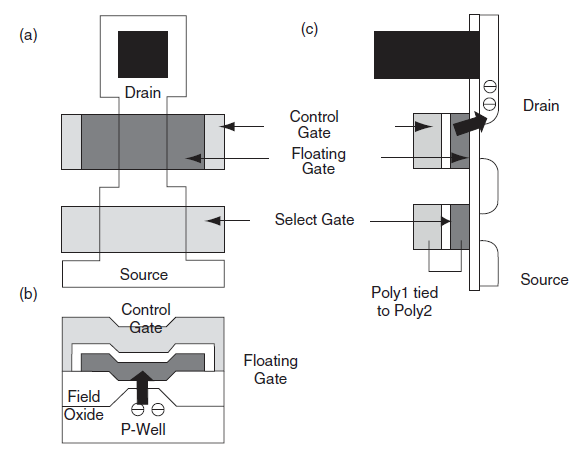 (a)
Drain
Control
Gate
Floating
Gate
Select Gate
Source
(b)
Control
Gate
Floating
Gate
Field
Oxide
P-Well
(c)
Drain
Source
Poly1 tied
to Poly2